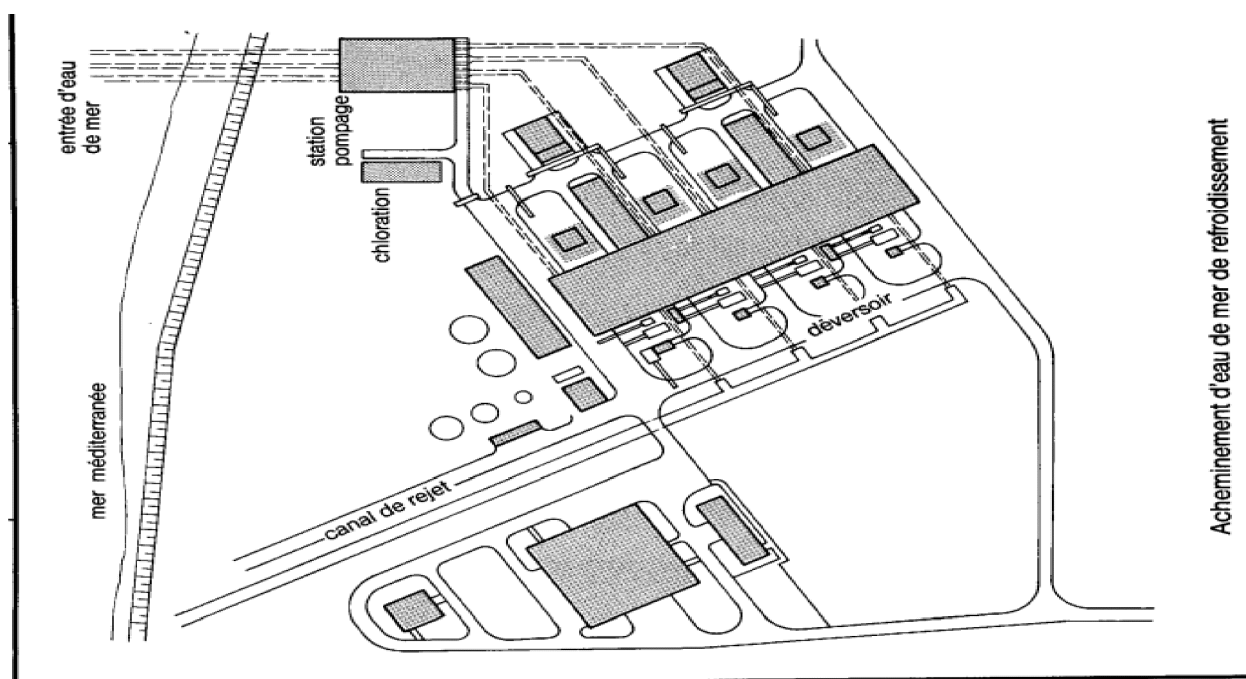 entrée d'eau
de mer
station
pompage
chloration
mer méditerranée
canal de rejet
déversoir
Acheminement d'eau de mer de refroidissement